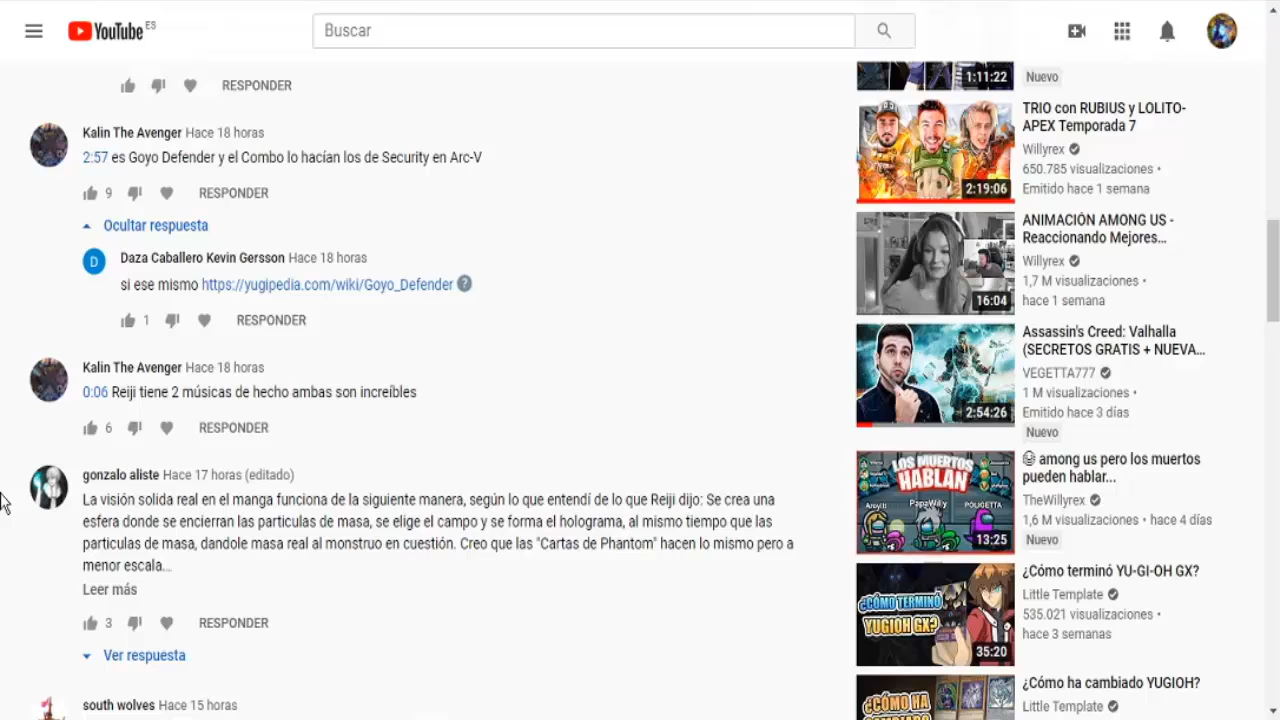 YouTube ES
Buscar
RESPONDER
Kalin The Avenger Hace 18 horas
2:57 es Goyo Defender y el Combo lo hacían los de Security en Arc-V
9 RESPONDER
Ocultar respuesta
D
Daza Caballero Kevin Gersson Hace 18 horas
si ese mismo https://yugipedia.com/wiki/Goyo_Defender ?
1 RESPONDER
Kalin The Avenger Hace 18 horas
0:06 Reiji tiene 2 músicas de hecho ambas son increíbles
6 RESPONDER
gonzalo aliste Hace 17 horas (editado)
La visión solida real en el manga funciona de la siguiente manera, según lo que entendí de lo que Reiji dijo: Se crea una
esfera donde se encierran las particulas de masa, se elige el campo y se forma el holograma, al mismo tiempo que las
particulas de masa, dandole masa real al monstruo en cuestión. Creo que las "Cartas de Phantom" hacen lo mismo pero a
menor escala...
Leer más
3 RESPONDER
Ver respuesta
south wolves Hace 15 horas
1:11:22
Nuevo
2:19:06
TRIO con RUBIUS y LOLITO-
APEX Temporada 7
Willyrex
650.785 visualizaciones •
Emitido hace 1 semana
16:04
ANIMACIÓN AMONG US -
Reaccionando Mejores...
Willyrex
1,7 M visualizaciones •
hace 1 semana
2:54:26
Assassin's Creed: Valhalla
(SECRETOS GRATIS + NUEVA...
VEGETTA777
1 M visualizaciones •
Emitido hace 3 días
Nuevo
LOS MUERTOS
HABLAN
PapaWilly
POLIGETTA
13:25
among us pero los muertos
pueden hablar...
TheWillyrex
1,6 M visualizaciones • hace 4 días
Nuevo
¿CÓMO TERMINÓ
YUGIOH GX?
35:20
¿Cómo terminó YU-GI-OH GX?
Little Template
535.021 visualizaciones •
hace 3 semanas
¿CÓMO HA
¿Cómo ha cambiado YUGIOH?
Little Template